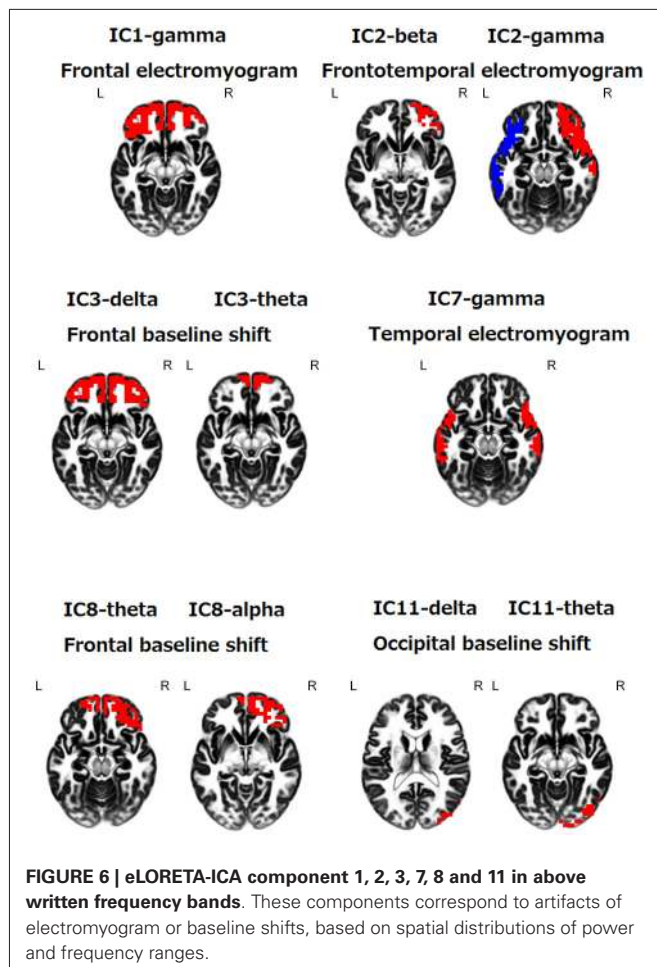 IC1-gamma
Frontal electromyogram
L R
IC2-beta IC2-gamma
Frontotemporal electromyogram
L R L R
IC3-delta IC3-theta
Frontal baseline shift
L R L R
IC7-gamma
Temporal electromyogram
L R
IC8-theta IC8-alpha
Frontal baseline shift
L R L R
IC11-delta IC11-theta
Occipital baseline shift
L R L R
FIGURE 6 | eLORETA-ICA component 1, 2, 3, 7, 8 and 11 in above
written frequency bands. These components correspond to artifacts of
electromyogram or baseline shifts, based on spatial distributions of power
and frequency ranges.